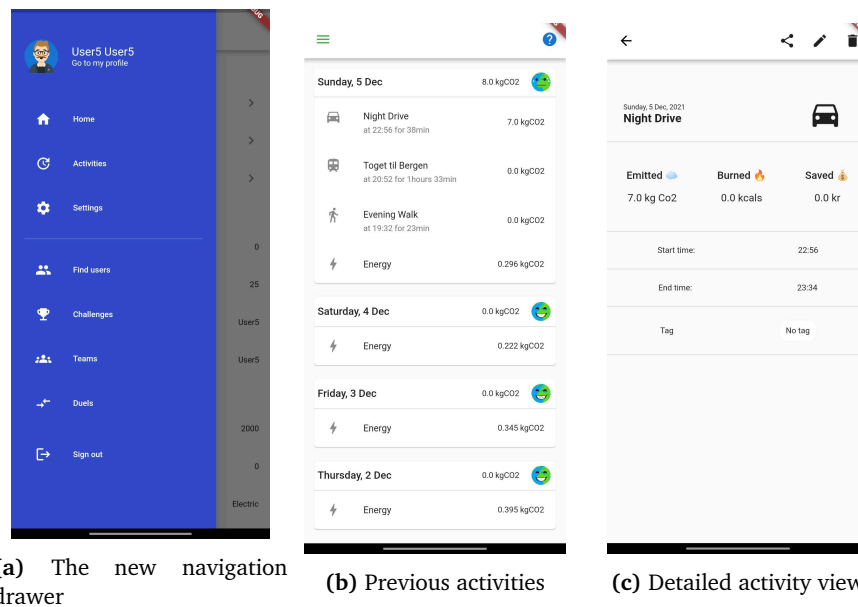 User5 User5
Go to my profile
Home
Activities
Settings
Find users
0
25
Challenges
User5
Teams
User5
Duels
2000
Sign out
0
Electric
(a) The new navigation
drawer
Sunday, 5 Dec 8.0 kgCO2
Night Drive
at 22:56 for 38min
7.0 kgCO2
Toget til Bergen
at 20:52 for 1hours 33min
0.0 kgCO2
Evening Walk
at 19:32 for 23min
0.0 kgCO2
Energy 0.296 kgCO2
Saturday, 4 Dec 0.0 kgCO2
Energy 0.222 kgCO2
Friday, 3 Dec 0.0 kgCO2
Energy 0.345 kgCO2
Thursday, 2 Dec 0.0 kgCO2
Energy 0.395 kgCO2
(b) Previous activities
Sunday, 5 Dec, 2021
Night Drive
Emitted Burned Saved
7.0 kg Co2 0.0 kcals 0.0 kr
Start time: 22:56
End time: 23:34
Tag No tag
(c) Detailed activity view